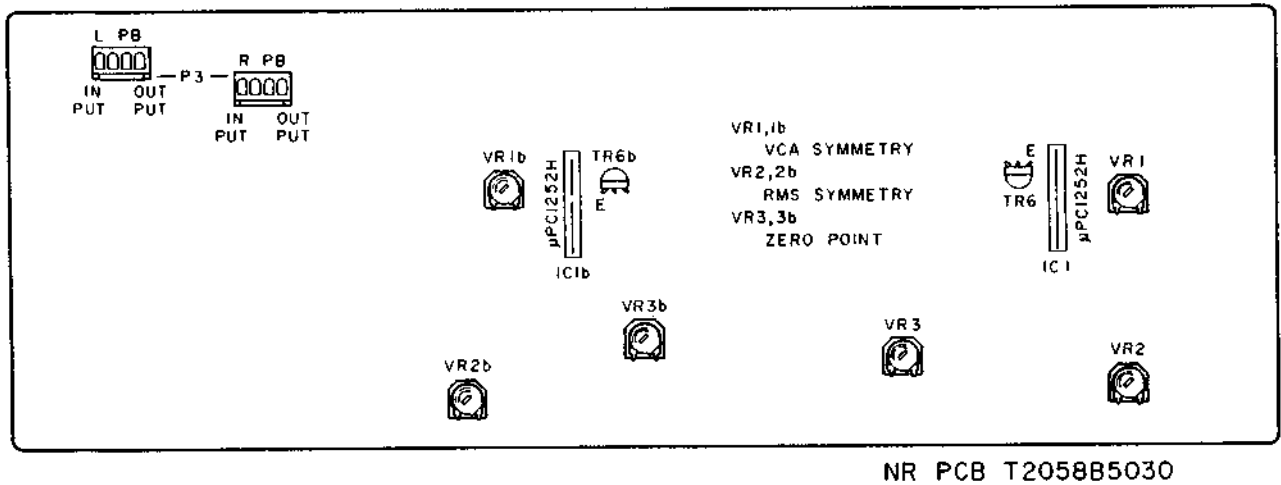 L PB
P3
IN PUT
OUT PUT
R PB
IN PUT
OUT PUT
VR1b
TR6b
E
µPC1252H
IC1b
VR1,1b
VCA SYMMETRY
VR2,2b
RMS SYMMETRY
VR3,3b
ZERO POINT
E
TR6
µPC1252H
IC1
VR1
VR3b
VR3
VR2b
VR2
NR PCB T2058B5030